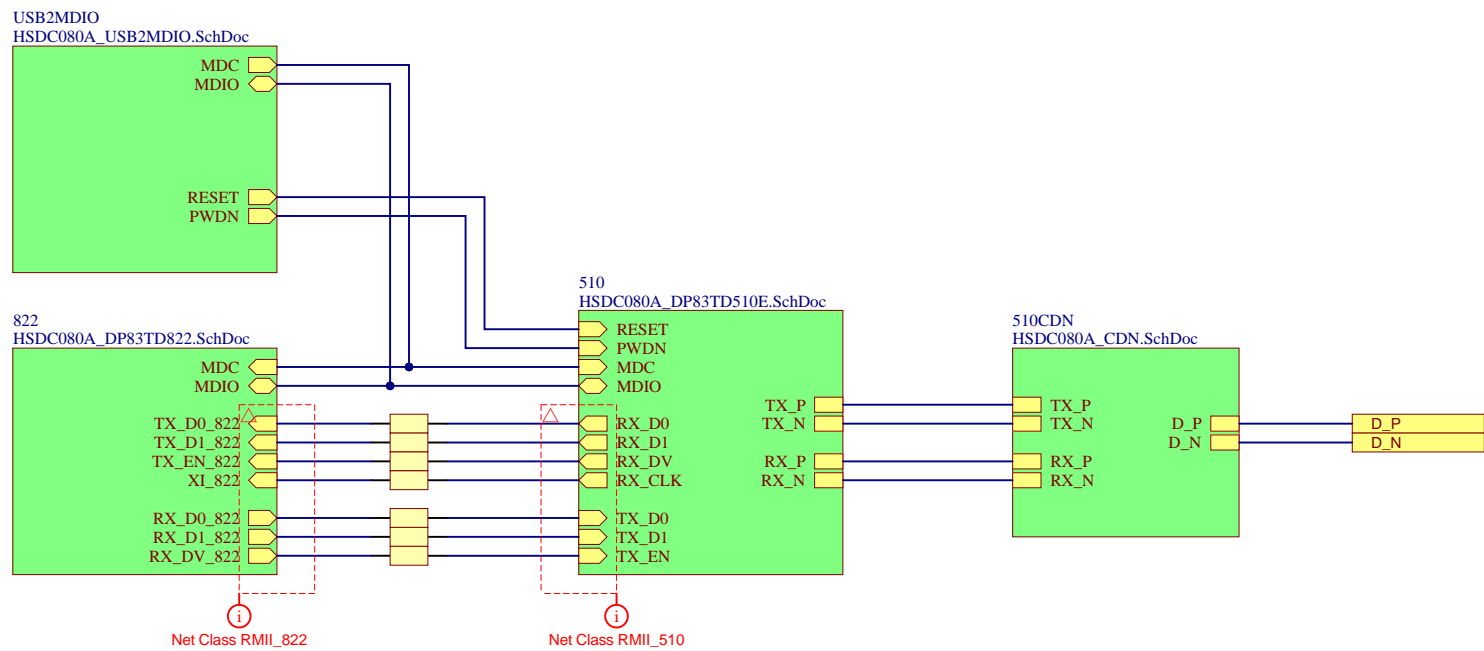 USB2MDIO
HSDC080A_USB2MDIO.SchDoc
MDC
MDIO
RESET
PWDN
822
HSDC080A_DP83TD822.SchDoc
MDC
MDIO
TX_D0_822
TX_D1_822
TX_EN_822
XI_822
RX_D0_822
RX_D1_822
RX_DV_822
i
Net Class RMII_822
510
HSDC080A_DP83TD510E.SchDoc
RESET
PWDN
MDC
MDIO
RX_D0
RX_D1
RX_DV
RX_CLK
TX_D0
TX_D1
TX_EN
TX_P
TX_N
RX_P
RX_N
i
Net Class RMII_510
510CDN
HSDC080A_CDN.SchDoc
TX_P
TX_N
RX_P
RX_N
D_P
D_N
D_P
D_N